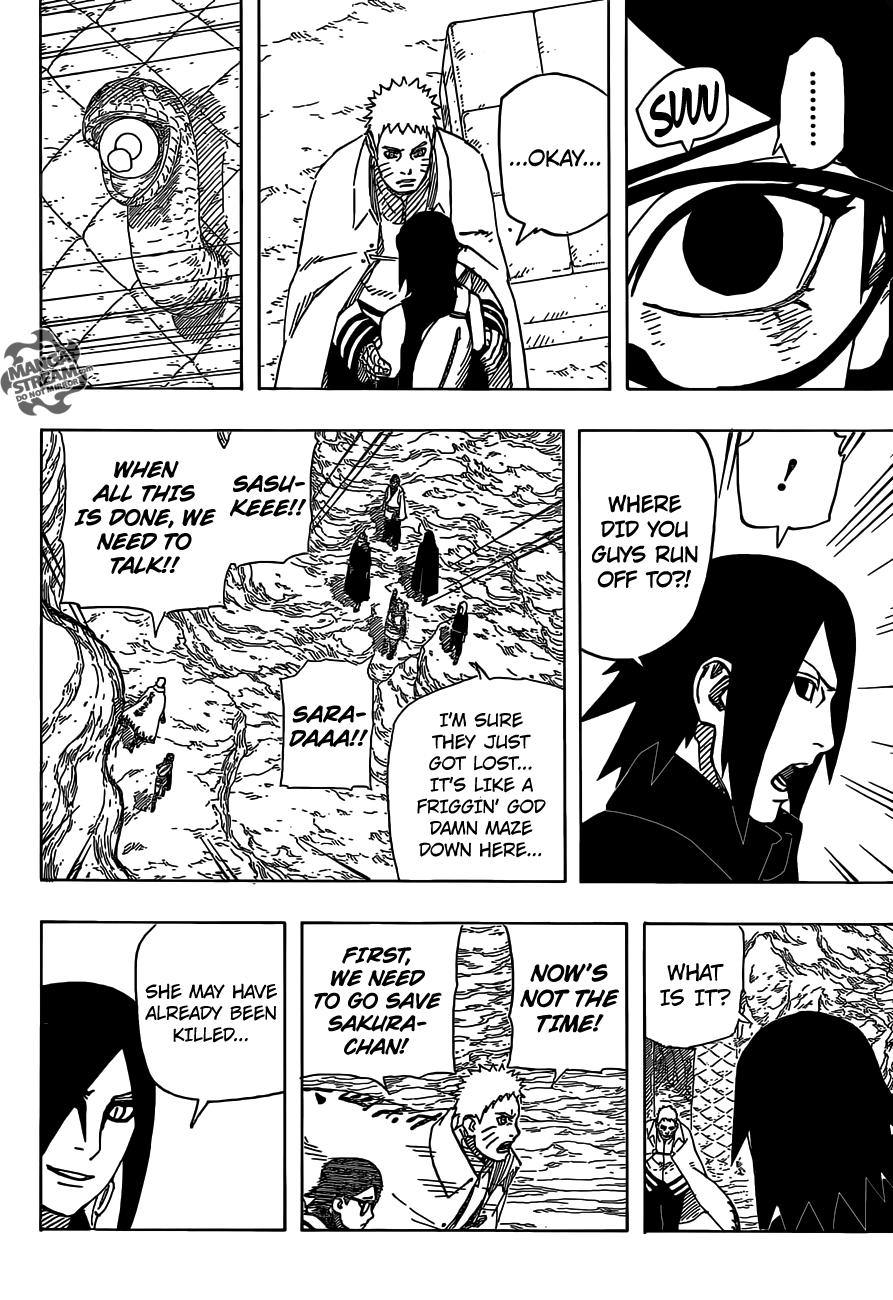 .........
SUUU
...OKAY...
MANGA
STREAM.com
DO NOT MIRROR
!
WHERE
DID YOU
GUYS RUN
OFF TO?!
SASU-
KEEE!!
WHEN
ALL THIS
IS DONE, WE
NEED TO
TALK!!
I'M SURE
THEY JUST
GOT LOST...
IT'S LIKE A
FRIGGIN' GOD
DAMN MAZE
DOWN HERE...
SARA-
DAAA!!
WHAT
IS IT?
NOW'S
NOT THE
TIME!
FIRST,
WE NEED
TO GO SAVE
SAKURA-
CHAN!
SHE MAY HAVE
ALREADY BEEN
KILLED...